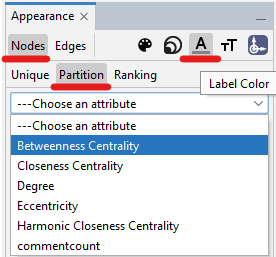 Appearance ×
Nodes Edges A TT
Unique Partition Ranking
Label Color
---Choose an attribute
---Choose an attribute
Betweenness Centrality
Closeness Centrality
Degree
Eccentricity
Harmonic Closeness Centrality
commentcount